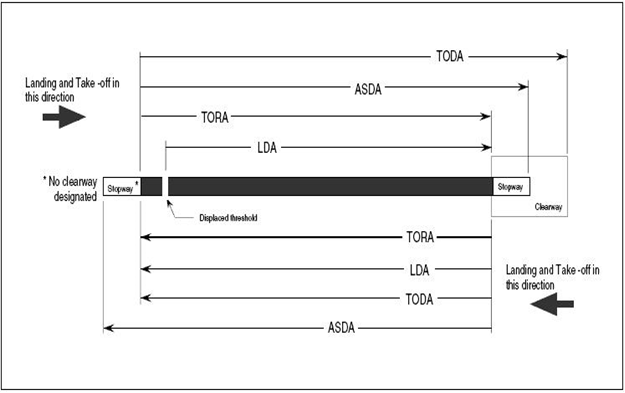 TODA
Landing and Take -off in
this direction
ASDA
TORA
LDA
* No clearway
designated
Stopway *
Stopway
Clearway
Displaced threshold
TORA
LDA
Landing and Take -off in
this direction
TODA
ASDA